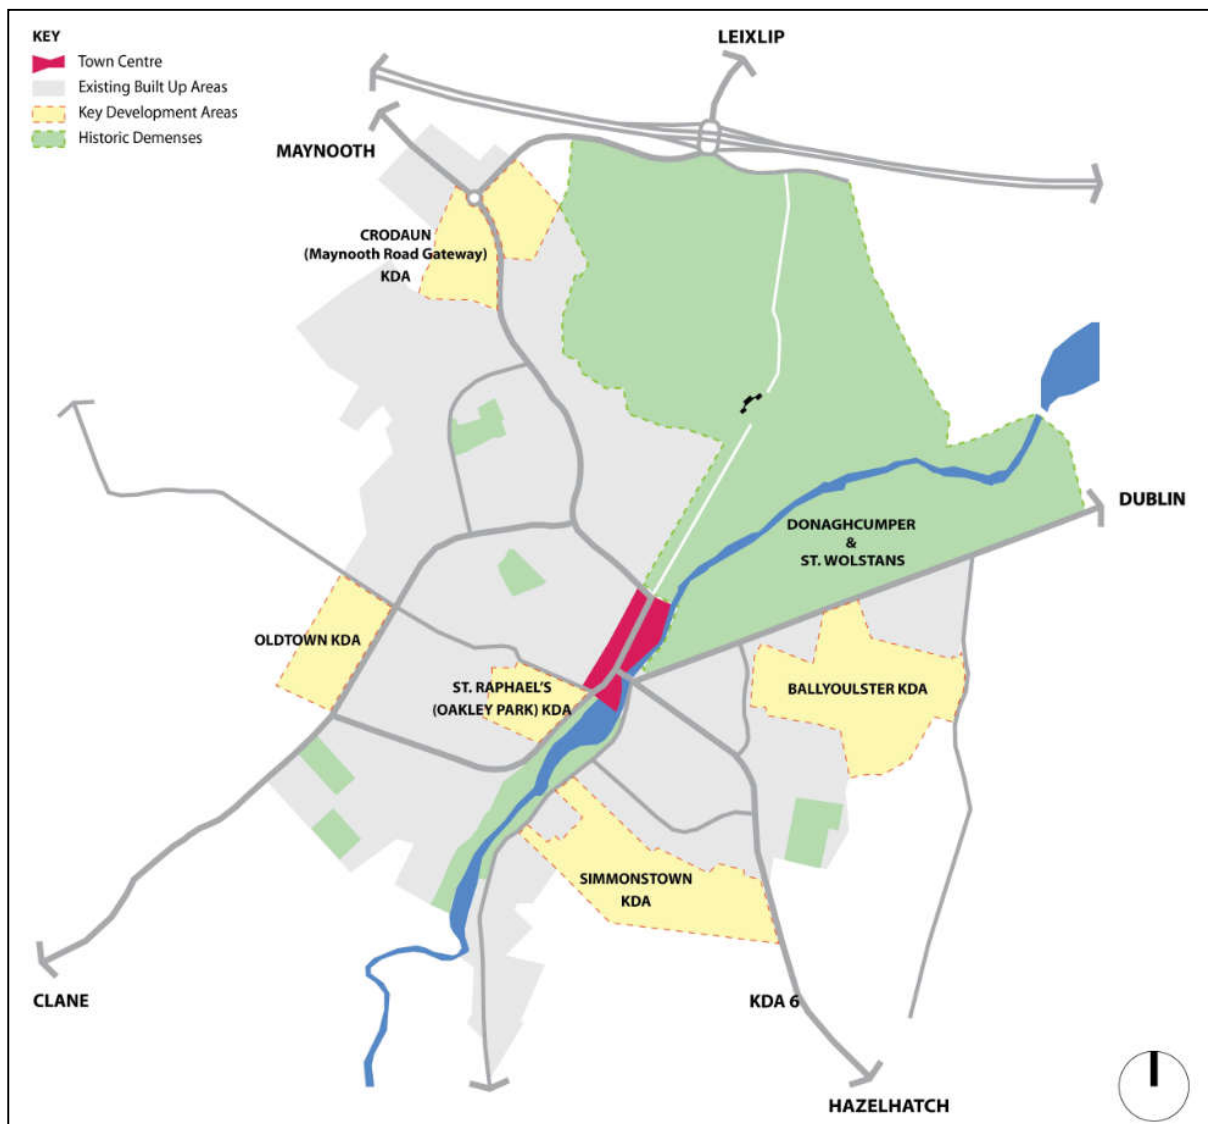 KEY
Town Centre
Existing Built Up Areas
Key Development Areas
Historic Demenses
LEIXLIP
MAYNOOTH
CRODAUN
(Maynooth Road Gateway)
KDA
DUBLIN
DONAGHCUMPER
&
ST. WOLSTANS
OLDTOWN KDA
ST. RAPHAEL'S
(OAKLEY PARK) KDA
BALLYOULSTER KDA
SIMMONSTOWN
KDA
CLANE
KDA 6
HAZELHATCH